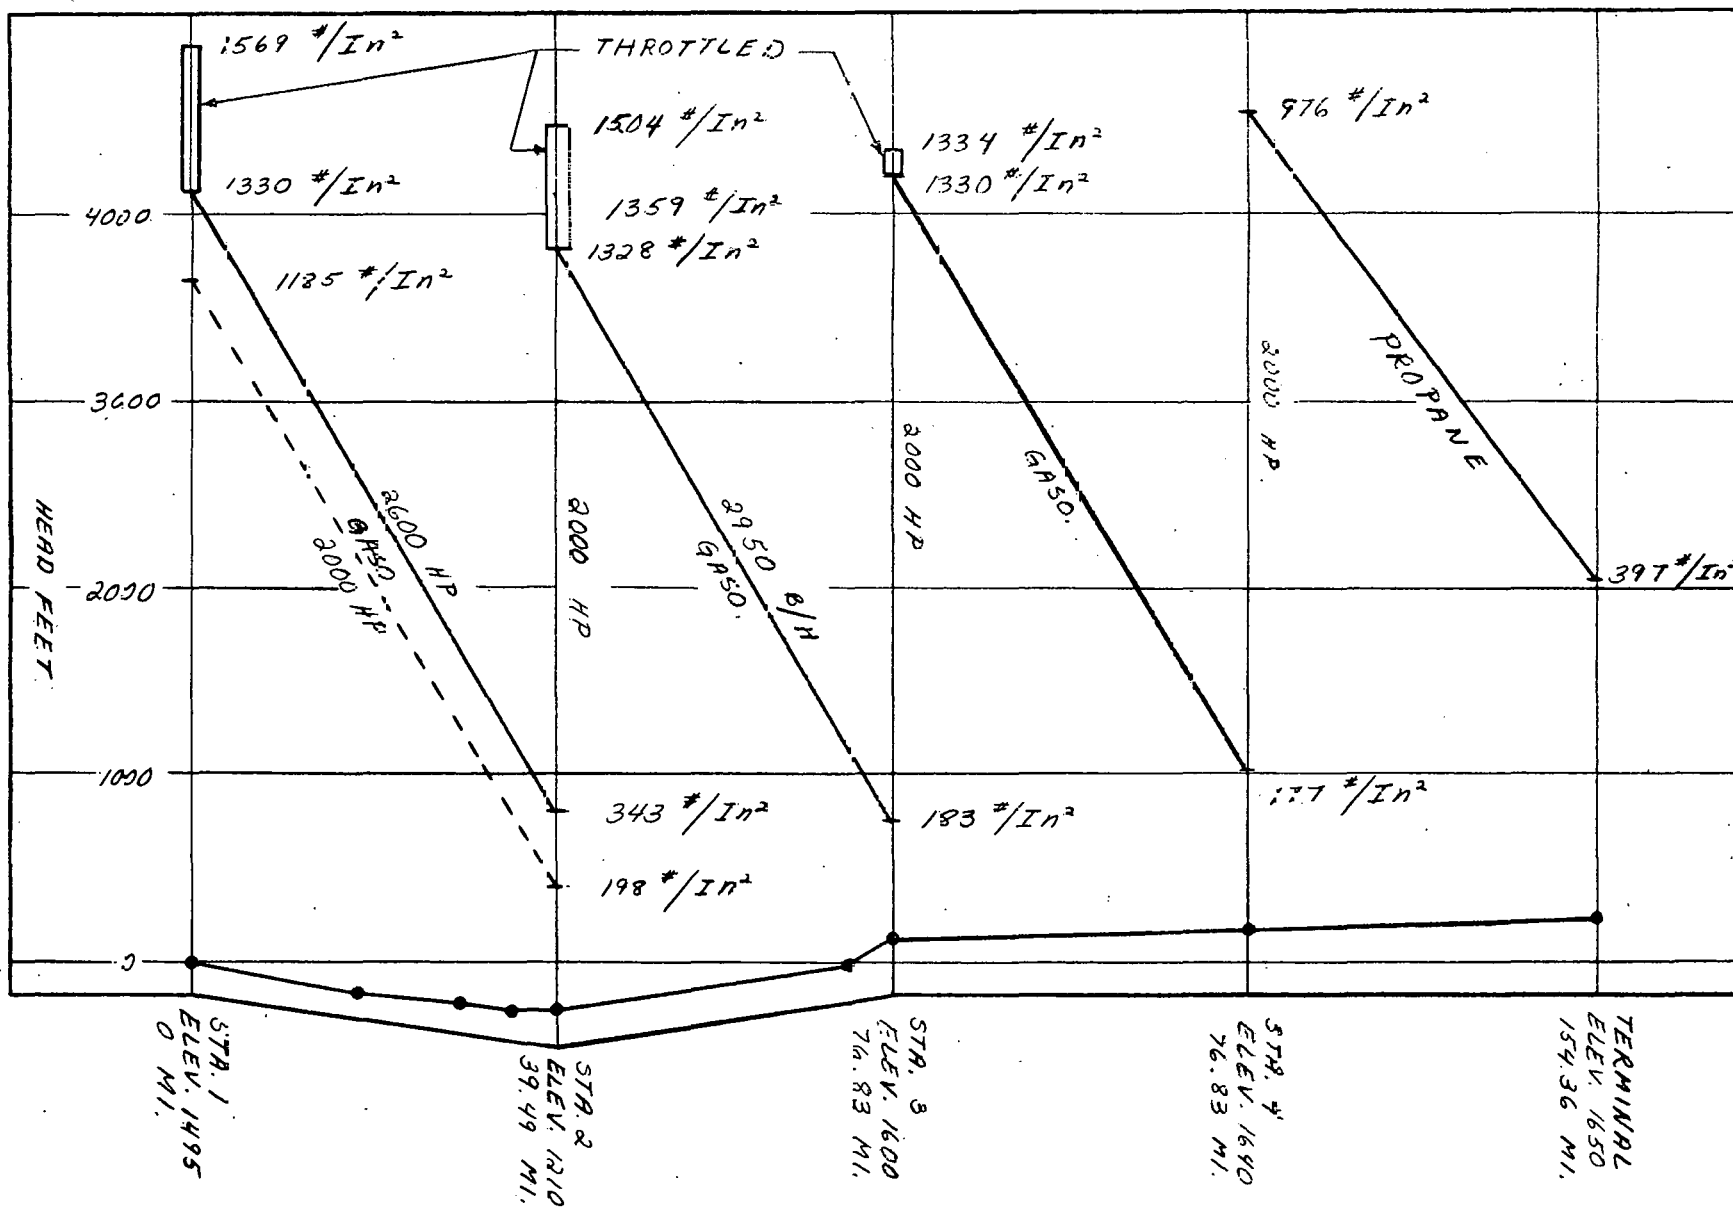 1569 #/In²
THROTTLED
1504 #/In²
1334 #/In²
976 #/In²
1330 #/In²
1359 #/In²
1330 #/In²
4000
1328 #/In²
1185 #/In²
3600
2000
1000
0
HEAD FEET
2600 HP
GASO
2000 HP
2000 HP
2950 B/H
GASO.
2000 HP
GASO.
2000 HP
PROPANE
397 #/In²
343 #/In²
183 #/In²
#/In²
198 #/In²
STA. 1
ELEV. 1495
0 MI.
STA. 2
ELEV. 1210
39.49 MI.
STA. 3
ELEV. 1600
76.83 MI.
STA. 4
ELEV. 1640
76.83 MI.
TERMINAL
ELEV. 1650
154.36 MI.